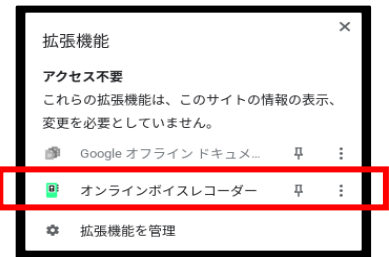 拡張機能
アクセス不要
これらの拡張機能は、このサイトの情報の表示、
変更を必要としていません。
Google オフライン ドキュメ...
オンラインボイスレコーダー
拡張機能を管理